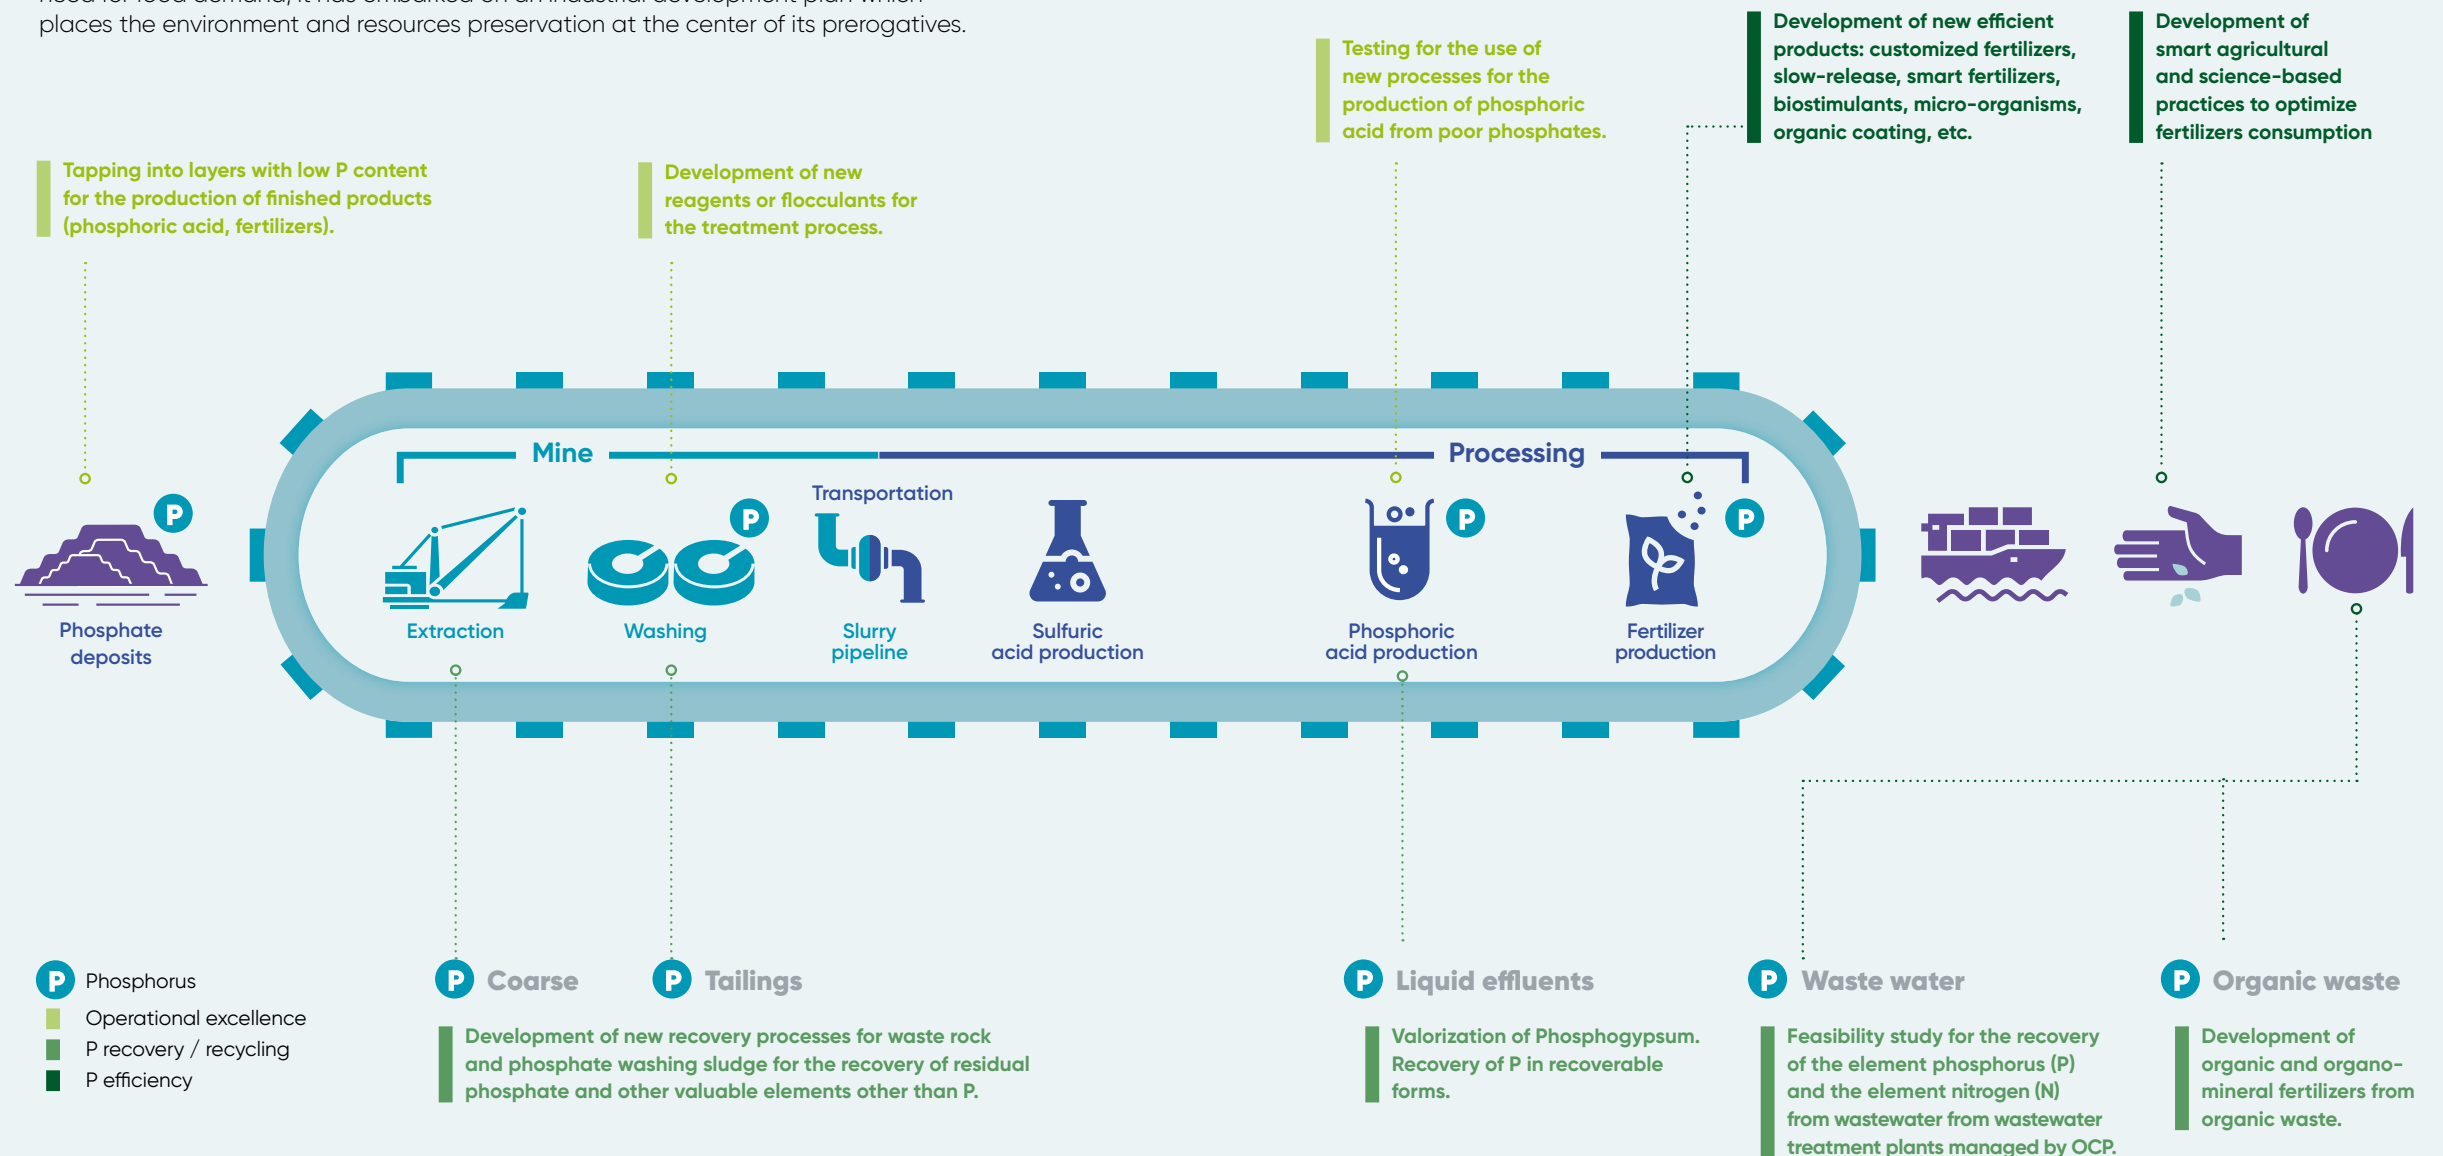 places the environment and resources preservation at the center of its prerogatives.
Tapping into layers with low P content
for the production of finished products
(phosphoric acid, fertilizers).
Development of new
reagents or flocculants for
the treatment process.
Testing for the use of
new processes for the
production of phosphoric
acid from poor phosphates.
Development of new efficient
products: customized fertilizers,
slow-release, smart fertilizers,
biostimulants, micro-organisms,
organic coating, etc.
Development of
smart agricultural
and science-based
practices to optimize
fertilizers consumption
Mine
Processing
Transportation
P
P
P
P
Phosphate
deposits
Extraction
Washing
Slurry
pipeline
Sulfuric
acid production
Phosphoric
acid production
Fertilizer
production
P Phosphorus
Operational excellence
P recovery / recycling
P efficiency
P Coarse
P Tailings
Development of new recovery processes for waste rock
and phosphate washing sludge for the recovery of residual
phosphate and other valuable elements other than P.
P Liquid effluents
Valorization of Phosphogypsum.
Recovery of P in recoverable
forms.
P Waste water
Feasibility study for the recovery
of the element phosphorus (P)
and the element nitrogen (N)
from wastewater from wastewater
treatment plants managed by OCP.
P Organic waste
Development of
organic and organo-
mineral fertilizers from
organic waste.